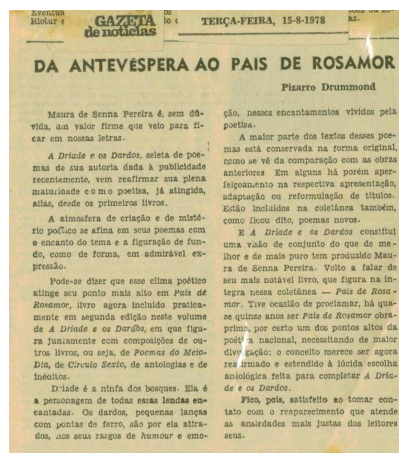 GAZETA
de notícias
TERÇA-FEIRA, 15-8-1978
DA ANTEVÉSPERA AO PAIS DE ROSAMOR
Pizarro Drummond
Maura de Senna Pereira é, sem dú-
vida, um valor firme que veio para fi-
car em nossas letras.
A Dríade e os Dardos, seleta de poe-
mas de sua autoria dada à publicidade
recentemente, vem reafirmar sua plena
maturidade como poetisa, já atingida,
aliás, desde os primeiros livros.
A atmosfera de criação e de misté-
rio poético se afina em seus poemas com
o encanto do tema e a figuração de fun-
do, como de forma, em admirável ex-
pressão.
Pode-se dizer que esse clima poético
atinge seu ponto mais alto em País de
Rosamor, livro agora incluído pratica-
mente em segunda edição neste volume
de A Dríade e os Dardos, em que figu-
ra juntamente com composições de ou-
tros livros, ou seja, de Poemas do Meio-
Dia, de Círculo Sexto, de antologias e de
inéditos.
Dríade é a ninfa dos bosques. Ela é
a personagem de todas essas lendas en-
cantadas. Os dardos, pequenas lanças
com pontas de ferro, são por ela atira-
dos, nos seus rasgos de humour e emo-
ção, nesses encantamentos vividos pela
poetisa.
A maior parte dos textos desses poe-
mas está conservada na forma original,
como se vê da comparação com as obras
anteriores Em alguns há porém aper-
feiçoamento na respectiva apresentação,
adaptação ou reformulação de títulos.
Estão incluídos na coletânea também,
como ficou dito, poemas novos.
E A Dríade e os Dardos constitui
uma visão de conjunto do que de me-
lhor e de mais puro tem produzido Mau-
ra de Senna Pereira. Volto a falar de
seu mais notável livro, que figura na ín-
tegra nessa coletânea — País de Rosa-
mor. Tive ocasião de proclamar, há qua-
se quinze anos ser País de Rosamor obra-
prima, por certo um dos pontos altos da
poética nacional, necessitando de maior
divulgação: o conceito merece ser agora
reafirmado e estendido à lúcida escolha
antológica feita para completar A Dría-
de e os Dardos.
Fico, pois, satisfeito ao tomar con-
tato com o reaparecimento que atende
as ansiedades mais justas dos leitores
seus.